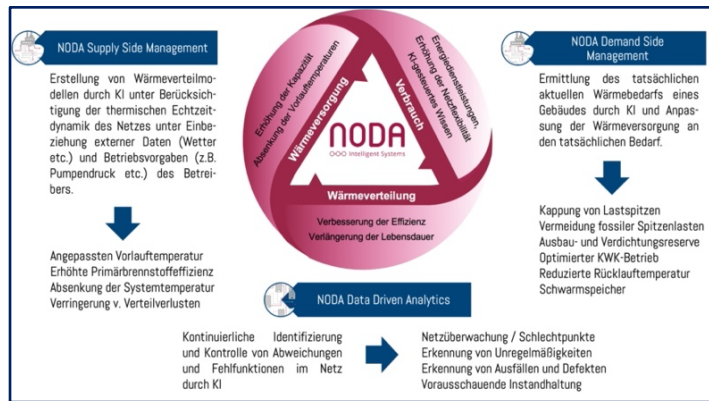 NODA Supply Side Management
Erstellung von Wärmeverteilmo-
dellen durch KI unter Berücksich-
tigung der thermischen Echtzeit-
dynamik des Netzes unter Einbe-
ziehung externer Daten (Wetter
etc.) und Betriebsvorgaben (z.B.
Pumpendruck etc.) des Betrei-
bers.
Angepassten Vorlauftemperatur
Erhöhte Primärbrennstoffeffizienz
Absenkung der Systemtemperatur
Verringerung v. Verteilverlusten
Erhöhung der Kapazität
Absenkung der Vorlauftemperaturen
Wärmeversorgung
Energiedienstleistungen,
Erhöhung der Netzflexibilität
KI-gesteuertes Wissen
Verbrauch
NODA
Intelligent Systems
Wärmeverteilung
Verbesserung der Effizienz
Verlängerung der Lebensdauer
NODA Demand Side
Management
Ermittlung des tatsächlichen
aktuellen Wärmebedarfs eines
Gebäudes durch KI und Anpas-
sung der Wärmeversorgung an
den tatsächlichen Bedarf.
Kappung von Lastspitzen
Vermeidung fossiler Spitzenlasten
Ausbau- und Verdichtungsreserve
Optimierter KWK-Betrieb
Reduzierte Rücklauftemperatur
Schwarmspeicher
NODA Data Driven Analytics
Kontinuierliche Identifizierung
und Kontrolle von Abweichungen
und Fehlfunktionen im Netz
durch KI
Netzüberwachung / Schlechtpunkte
Erkennung von Unregelmäßigkeiten
Erkennung von Ausfällen und Defekten
Vorausschauende Instandhaltung